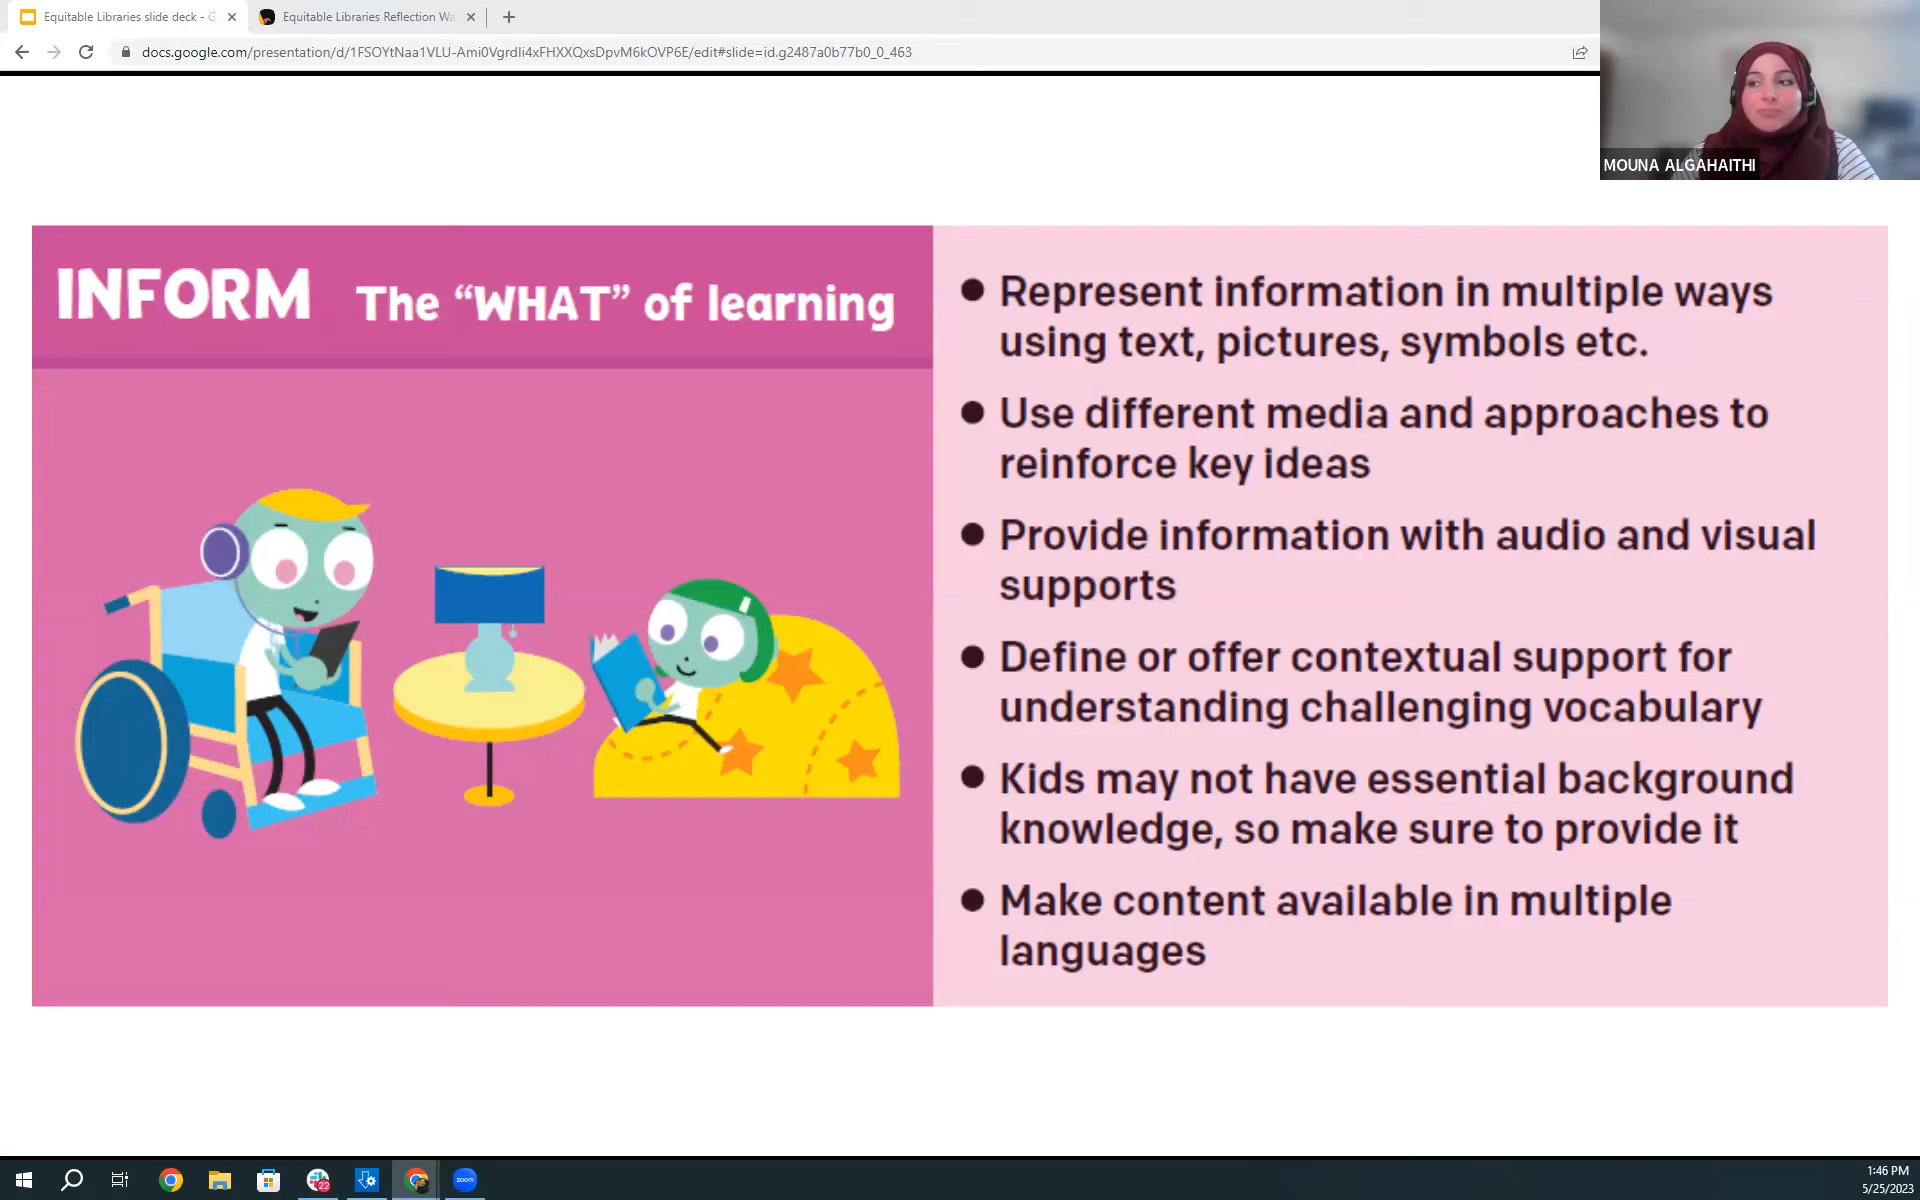 Equitable Libraries slide deck - G
Equitable Libraries Reflection Wa
docs.google.com/presentation/d/1FSOYtNaa1VLU-Ami0Vgrdli4xFHXXQxsDpvM6kOVP6E/edit#slide=id.g2487a0b77b0_0_463
MOUNA ALGAHAITHI
INFORM The “WHAT” of learning
● Represent information in multiple ways
using text, pictures, symbols etc.
● Use different media and approaches to
reinforce key ideas
● Provide information with audio and visual
supports
● Define or offer contextual support for
understanding challenging vocabulary
● Kids may not have essential background
knowledge, so make sure to provide it
● Make content available in multiple
languages
22
zoom
1:46 PM
5/25/2023